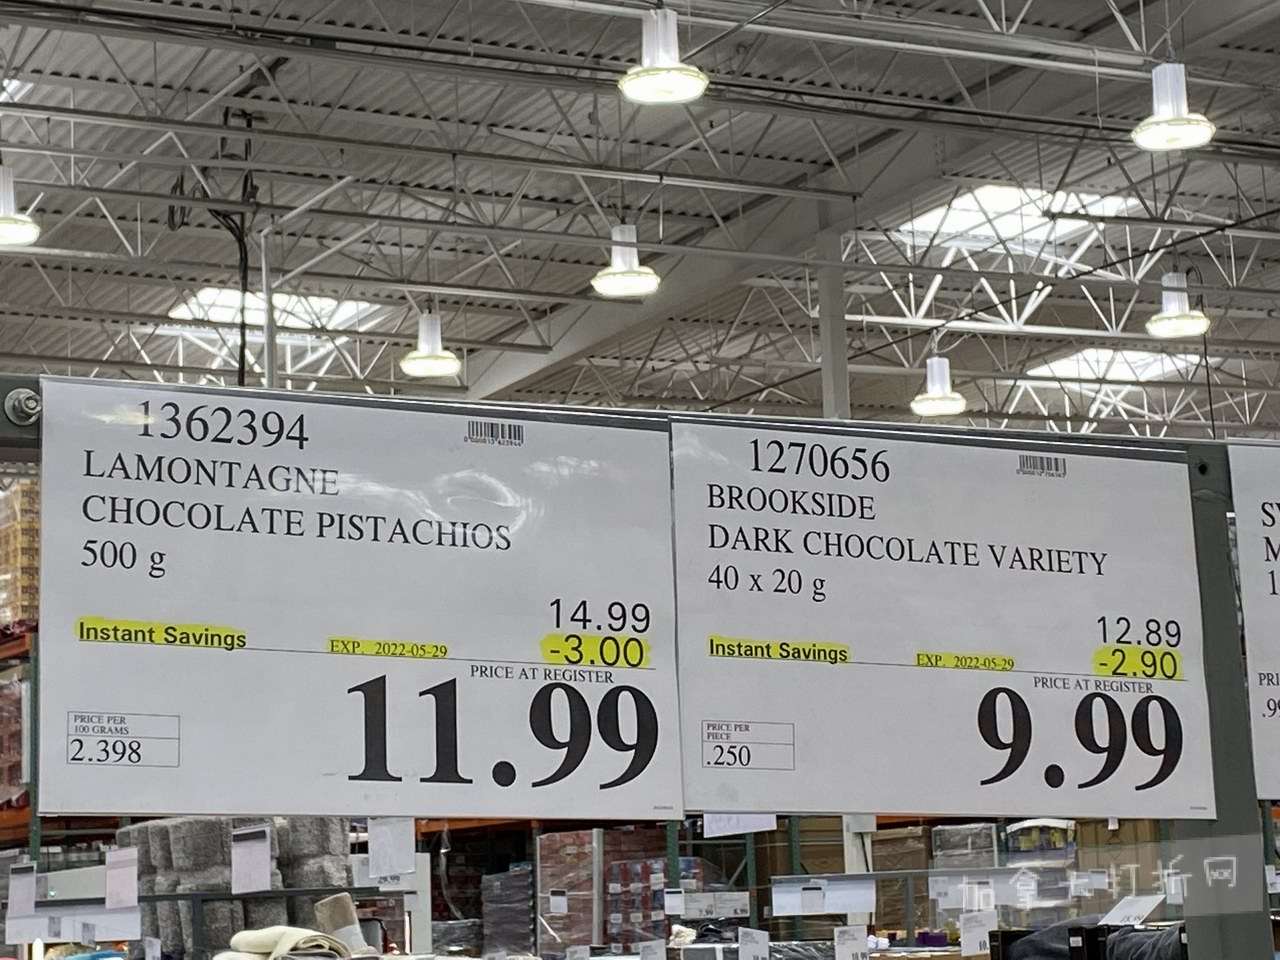 1362394
LAMONTAGNE
CHOCOLATE PISTACHIOS
500 g
14.99
Instant Savings EXP. 2022-05-29 -3.00
PRICE AT REGISTER
11.99
PRICE PER
100 GRAMS
2.398
1270656
BROOKSIDE
DARK CHOCOLATE VARIETY
40 x 20 g
12.89
Instant Savings EXP. 2022-05-29 -2.90
PRICE AT REGISTER
9.99
PRICE PER
PIECE
.250
加拿大打折网